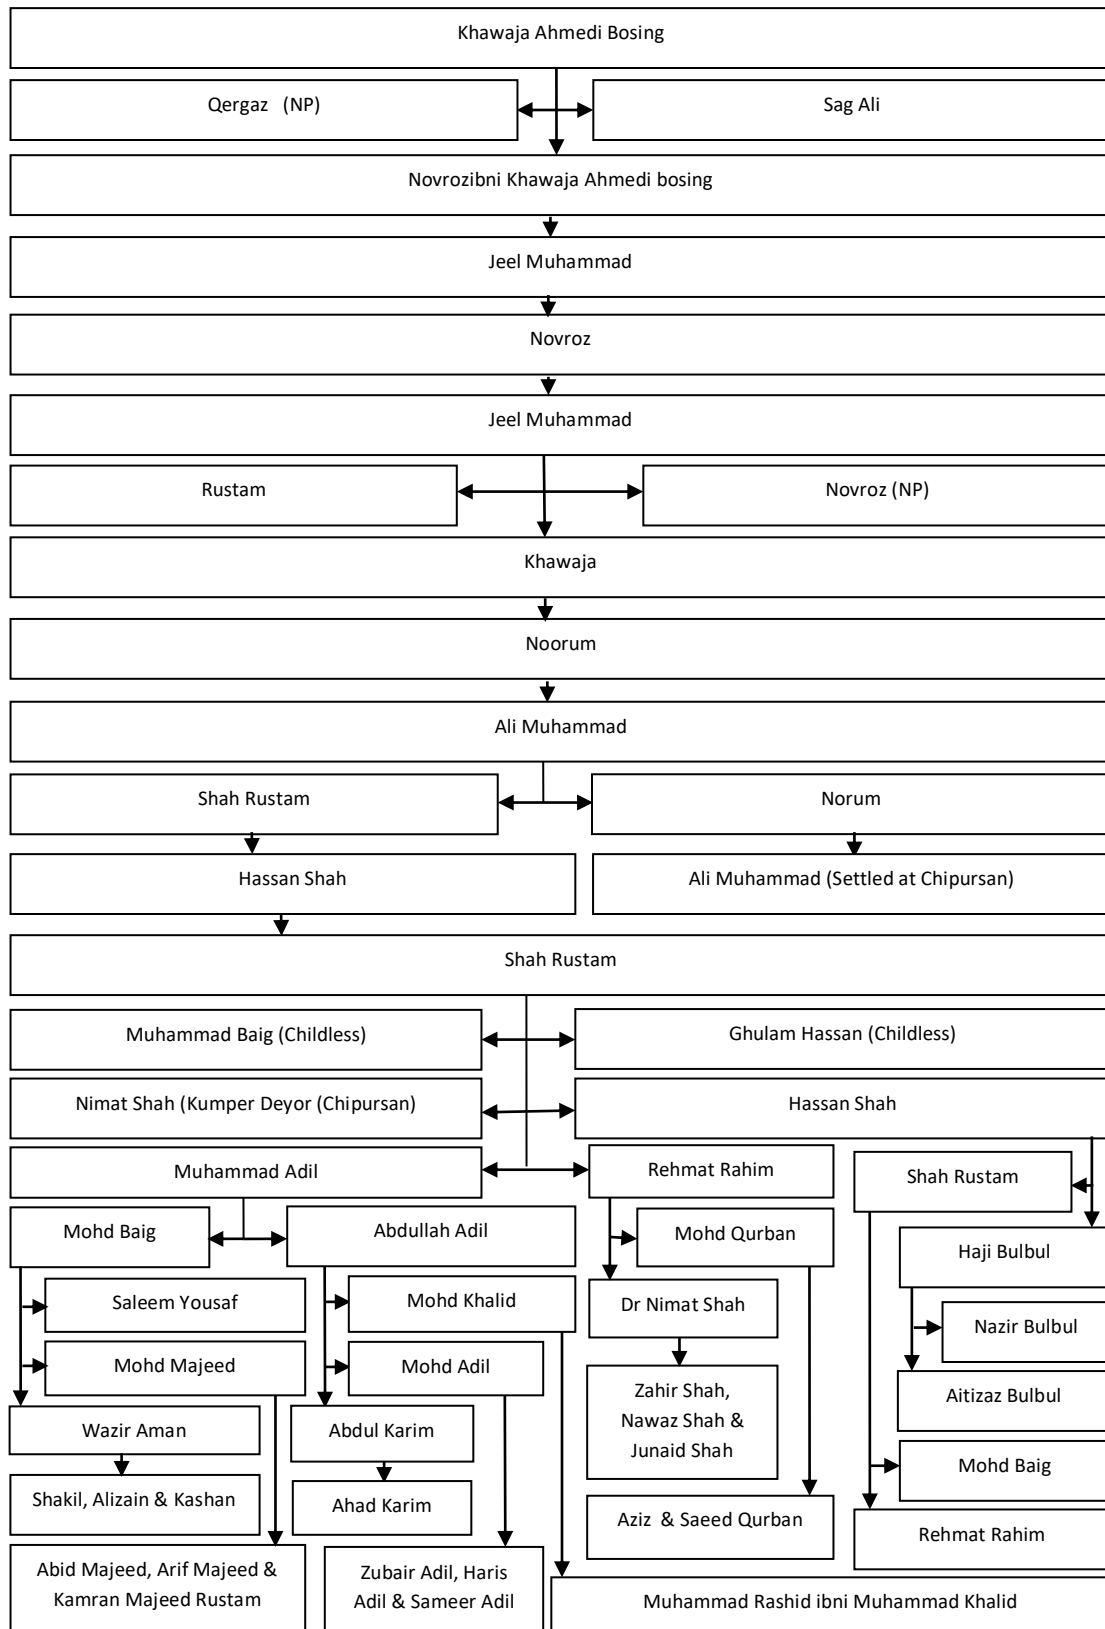 Khawaja Ahmedi Bosing
Qergaz (NP)
Sag Ali
Novrozibni Khawaja Ahmedi bosing
Jeel Muhammad
Novroz
Jeel Muhammad
Rustam
Novroz (NP)
Khawaja
Noorum
Ali Muhammad
Shah Rustam
Norum
Hassan Shah
Ali Muhammad (Settled at Chipursan)
Shah Rustam
Muhammad Baig (Childless)
Ghulam Hassan (Childless)
Nimat Shah (Kumper Deyor (Chipursan)
Hassan Shah
Muhammad Adil
Rehmat Rahim
Shah Rustam
Mohd Baig
Abdullah Adil
Mohd Qurban
Haji Bulbul
Saleem Yousaf
Mohd Khalid
Dr Nimat Shah
Nazir Bulbul
Mohd Majeed
Mohd Adil
Zahir Shah,
Nawaz Shah &
Junaid Shah
Aitizaz Bulbul
Wazir Aman
Abdul Karim
Mohd Baig
Shakil, Alizain & Kashan
Ahad Karim
Aziz & Saeed Qurban
Rehmat Rahim
Abid Majeed, Arif Majeed &
Kamran Majeed Rustam
Zubair Adil, Haris
Adil & Sameer Adil
Muhammad Rashid ibni Muhammad Khalid